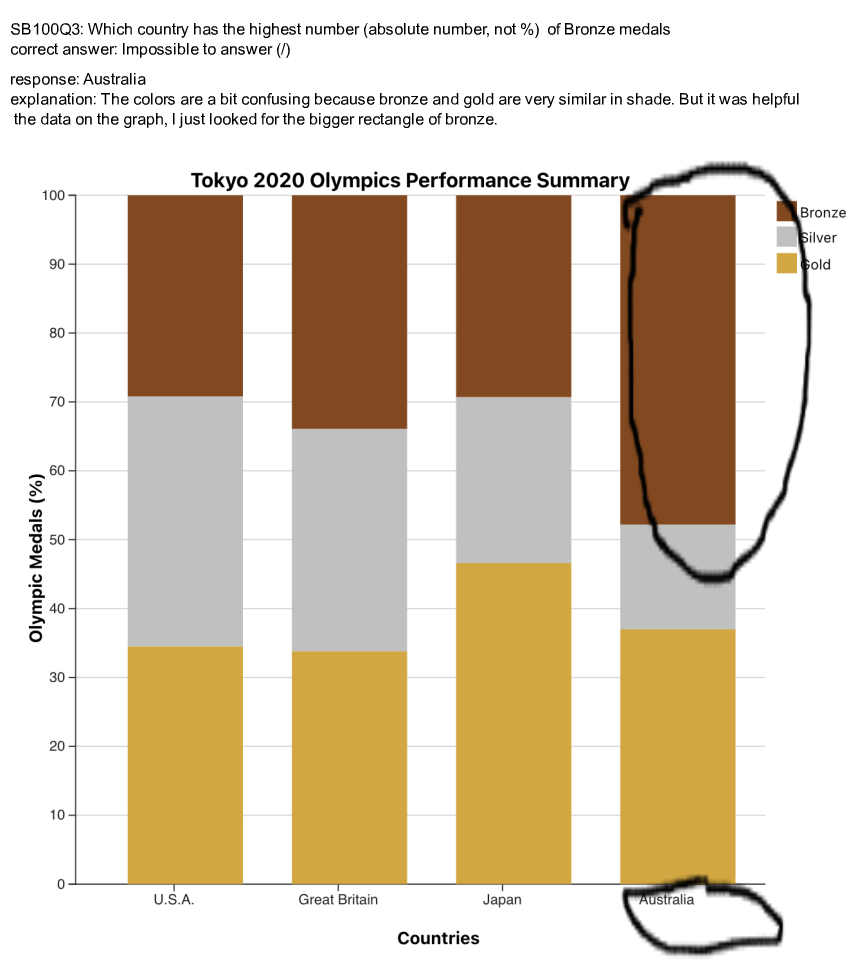 SB100Q3: Which country has the highest number (absolute number, not %)  of Bronze medals
correct answer: Impossible to answer (/)
response: Australia
explanation: The colors are a bit confusing because bronze and gold are very similar in shade. But it was helpful
the data on the graph, I just looked for the bigger rectangle of bronze.
Tokyo 2020 Olympics Performance Summary
Bronze
Silver
Gold
Olympic Medals (%)
100
90
80
70
60
50
40
30
20
10
0
U.S.A. Great Britain Japan Australia
Countries